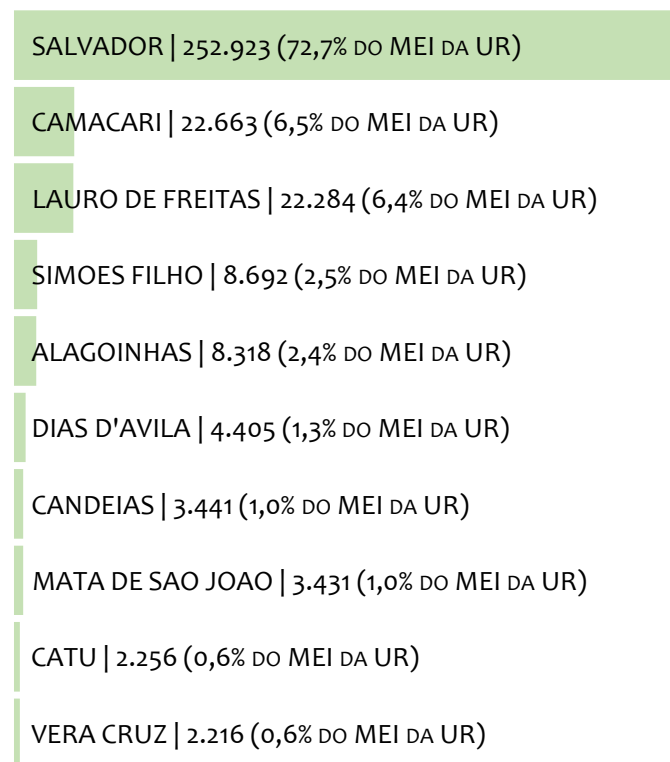 SALVADOR | 252.923 (72,7% DO MEI DA UR)
CAMACARI | 22.663 (6,5% DO MEI DA UR)
LAURO DE FREITAS | 22.284 (6,4% DO MEI DA UR)
SIMOES FILHO | 8.692 (2,5% DO MEI DA UR)
ALAGOINHAS | 8.318 (2,4% DO MEI DA UR)
DIAS D'AVILA | 4.405 (1,3% DO MEI DA UR)
CANDEIAS | 3.441 (1,0% DO MEI DA UR)
MATA DE SAO JOAO | 3.431 (1,0% DO MEI DA UR)
CATU | 2.256 (0,6% DO MEI DA UR)
VERA CRUZ | 2.216 (0,6% DO MEI DA UR)